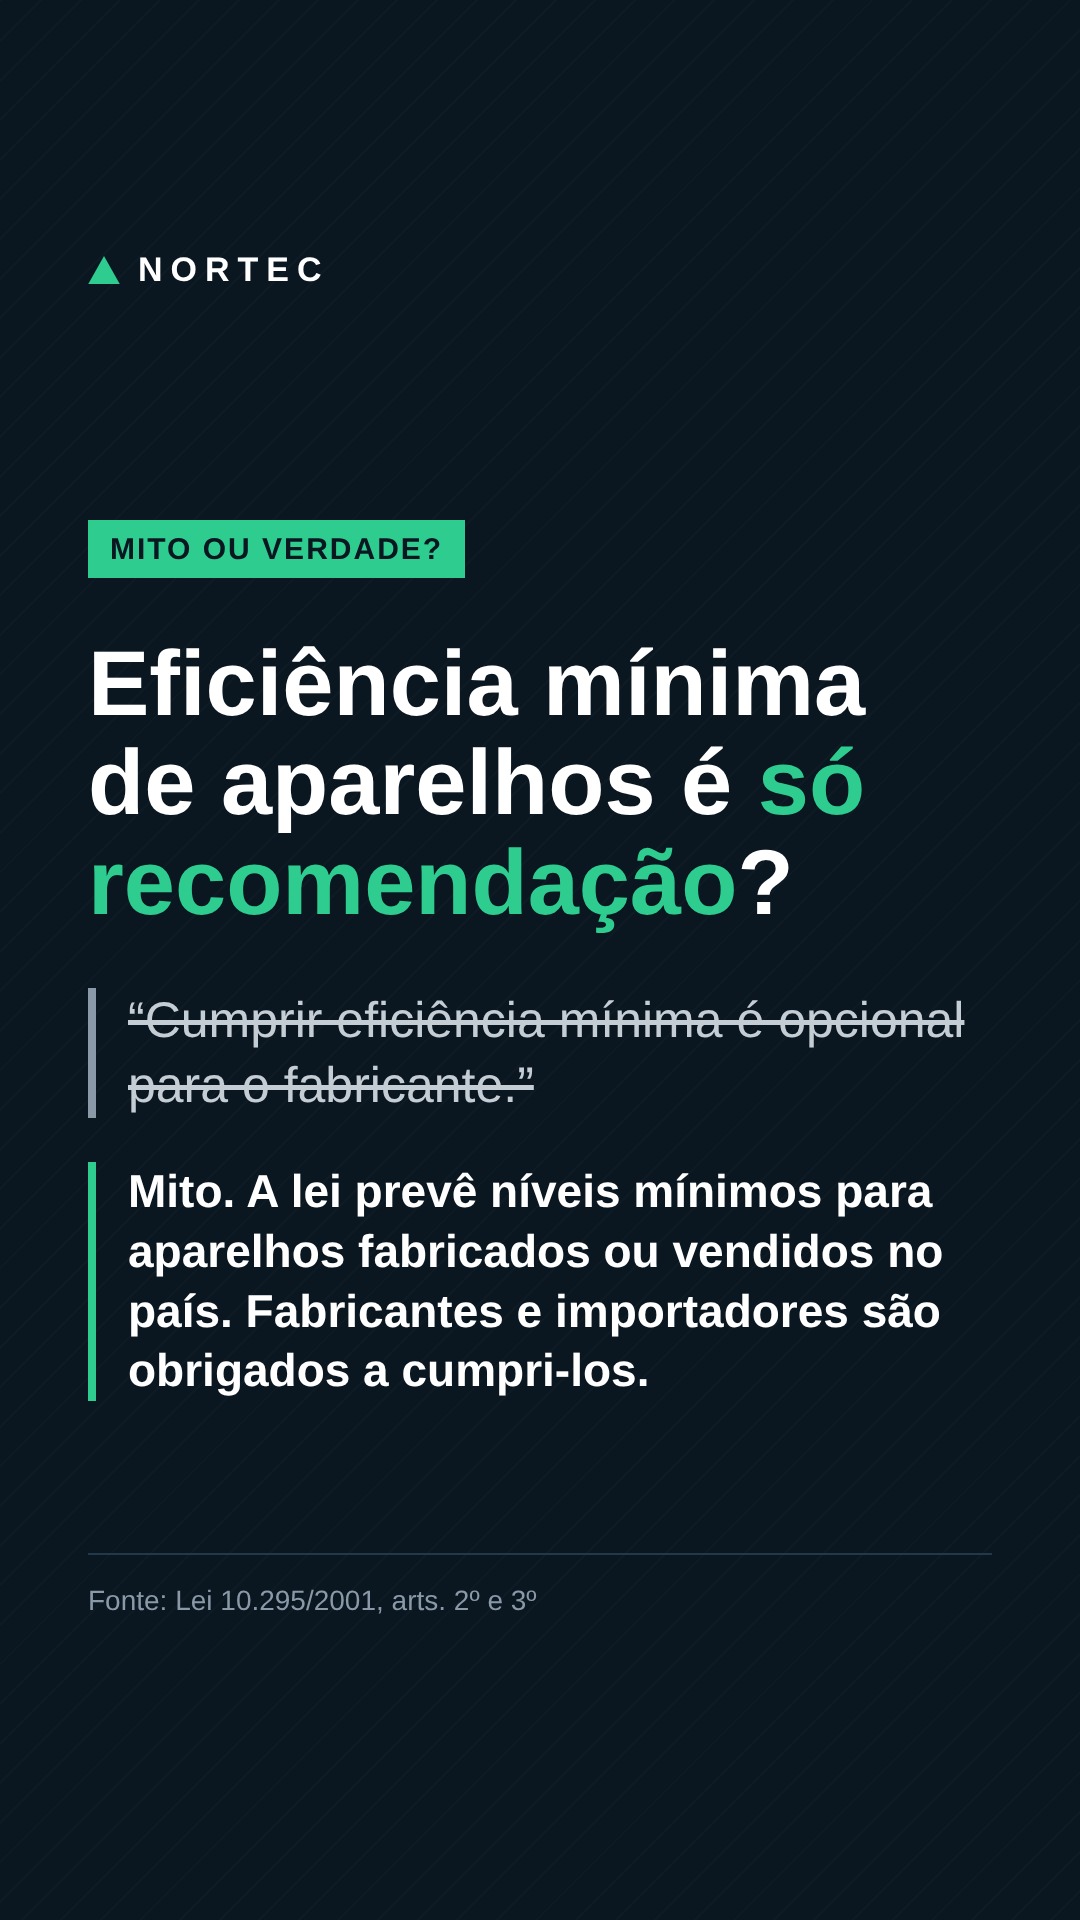 NORTEC
MITO OU VERDADE?
Eficiência mínima
de aparelhos é só
recomendação?
“Cumprir eficiência mínima é opcional
para o fabricante.”
Mito. A lei prevê níveis mínimos para
aparelhos fabricados ou vendidos no
país. Fabricantes e importadores são
obrigados a cumpri-los.
Fonte: Lei 10.295/2001, arts. 2º e 3º